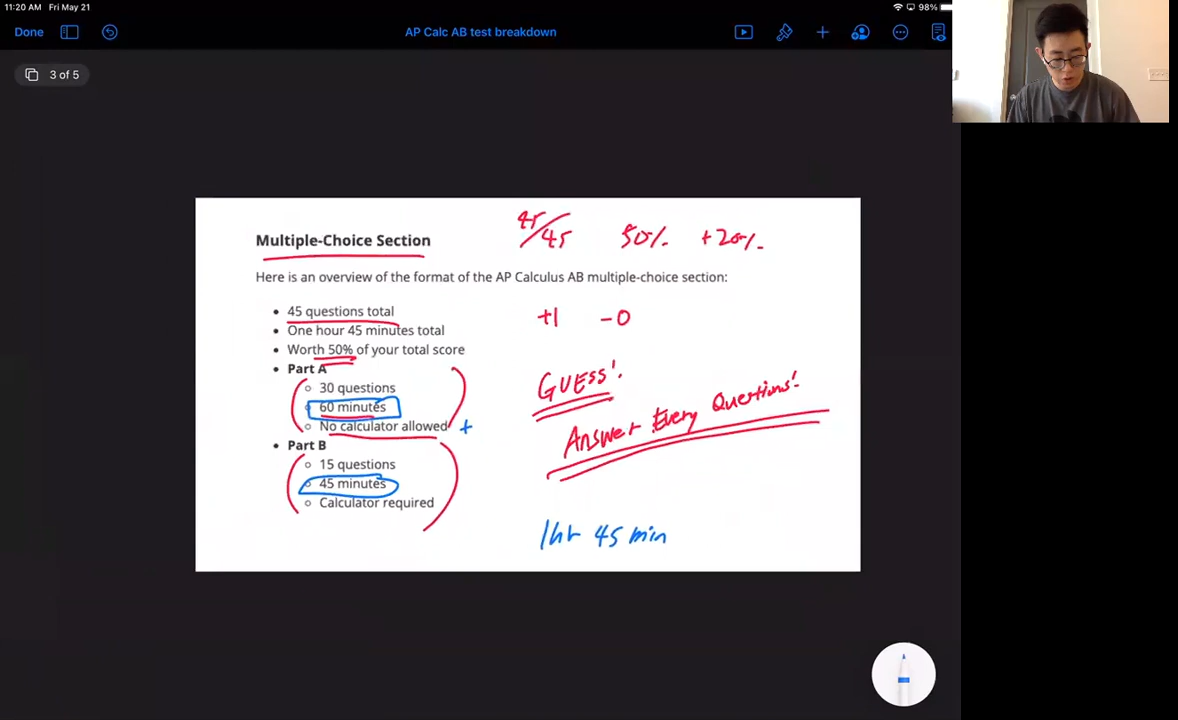 11:20 AM Fri May 21
98%
Done
AP Calc AB test breakdown
3 of 5
45/45 50% +20%
Multiple-Choice Section
Here is an overview of the format of the AP Calculus AB multiple-choice section:
45 questions total
One hour 45 minutes total
Worth 50% of your total score
+1 -0
Part A
30 questions
60 minutes
No calculator allowed +
GUESS!
Answer Every Questions!
Part B
15 questions
45 minutes
Calculator required
1hr 45 min